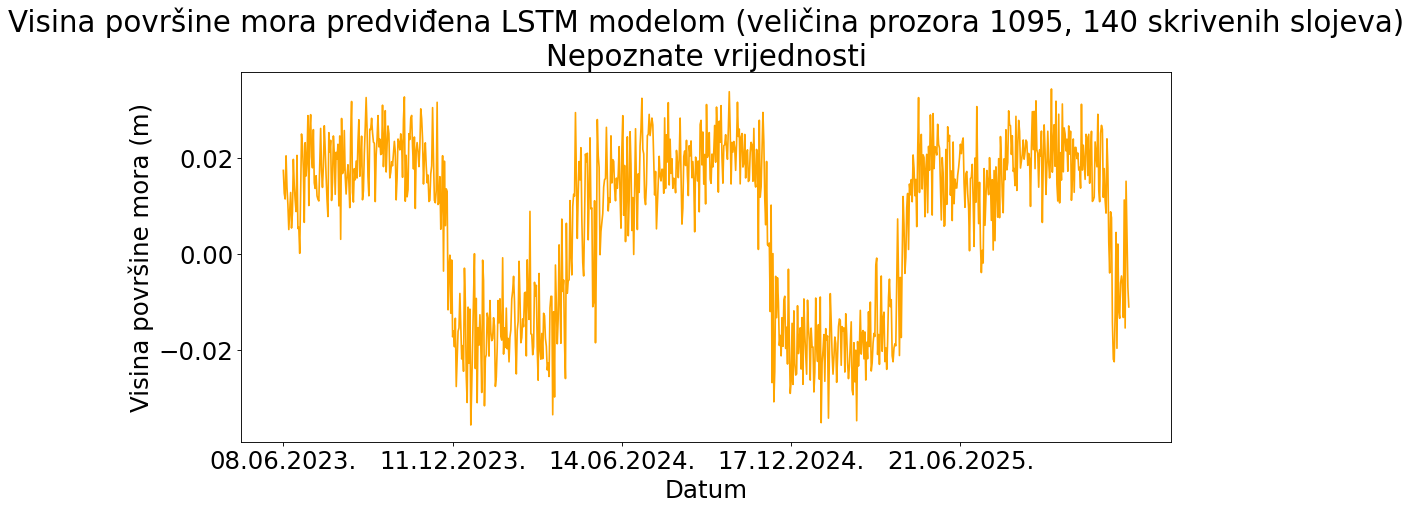 Visina površine mora predviđena LSTM modelom (veličina prozora 1095, 140 skrivenih slojeva)
Nepoznate vrijednosti
Visina površine mora (m)
0.02
0.00
−0.02
08.06.2023. 11.12.2023. 14.06.2024. 17.12.2024. 21.06.2025.
Datum